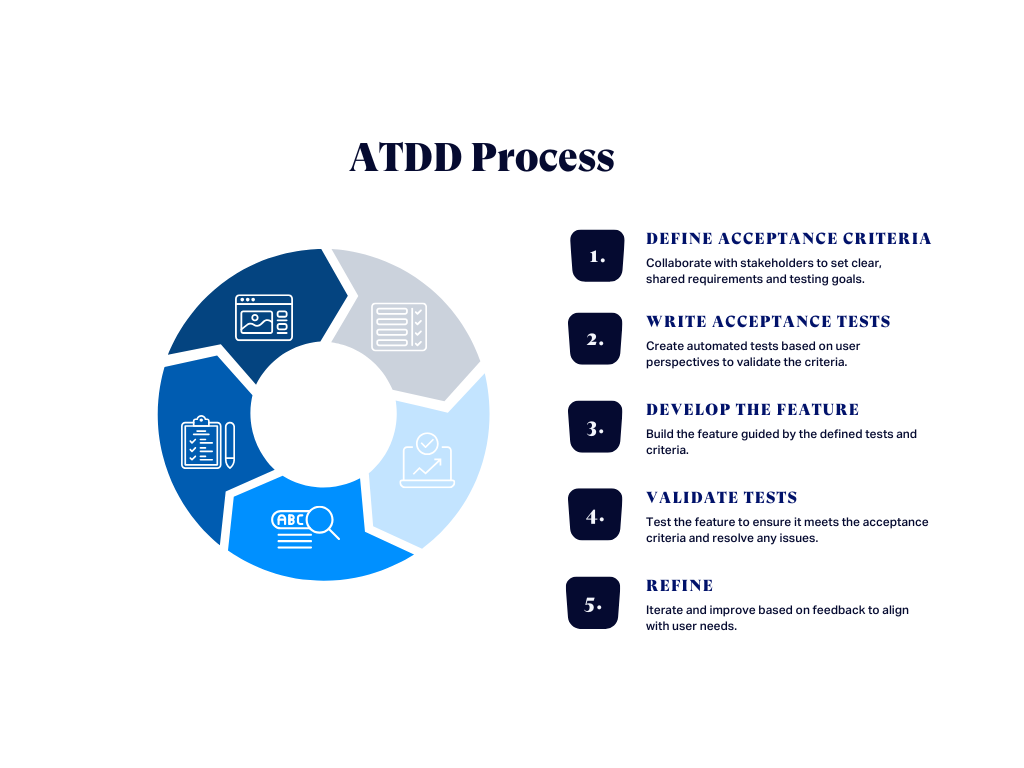 ATDD Process
1.
DEFINE ACCEPTANCE CRITERIA
Collaborate with stakeholders to set clear,
shared requirements and testing goals.
2.
WRITE ACCEPTANCE TESTS
Create automated tests based on user
perspectives to validate the criteria.
3.
DEVELOP THE FEATURE
Build the feature guided by the defined tests and
criteria.
4.
VALIDATE TESTS
Test the feature to ensure it meets the acceptance
criteria and resolve any issues.
5.
REFINE
Iterate and improve based on feedback to align
with user needs.
ABC